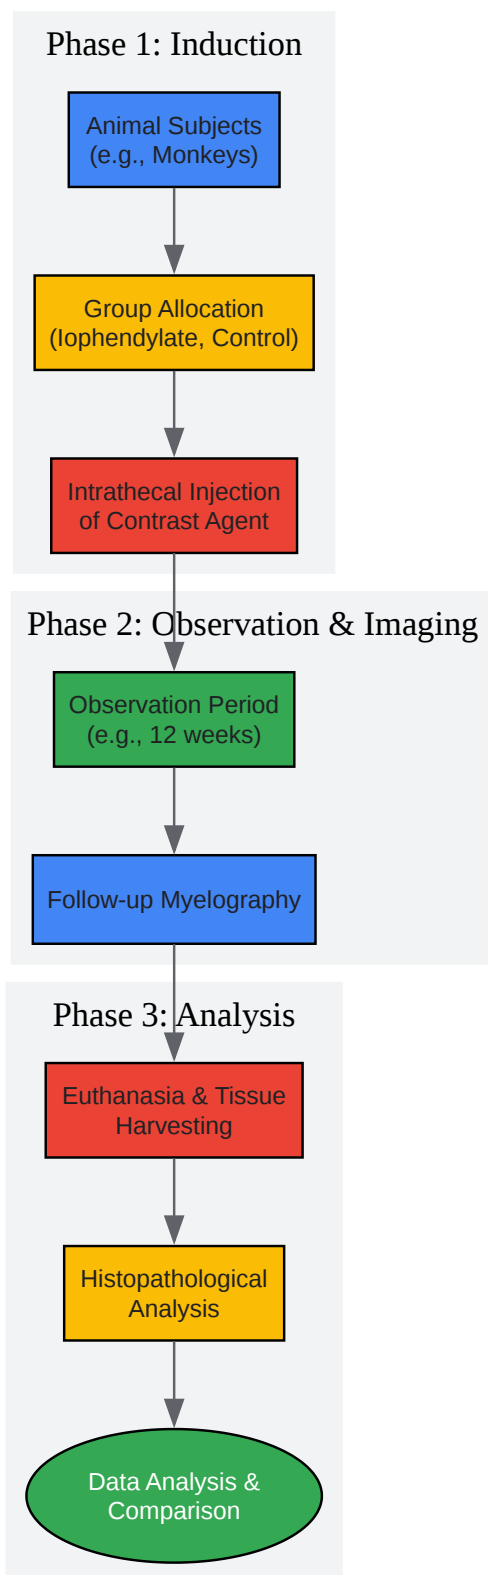 Phase 1: Induction
Animal Subjects
(e.g., Monkeys)
Group Allocation
(Iophendylate, Control)
Intrathecal Injection
of Contrast Agent
Phase 2: Observation & Imaging
Observation Period
(e.g., 12 weeks)
Follow-up Myelography
Phase 3: Analysis
Euthanasia & Tissue
Harvesting
Histopathological
Analysis
Data Analysis &
Comparison